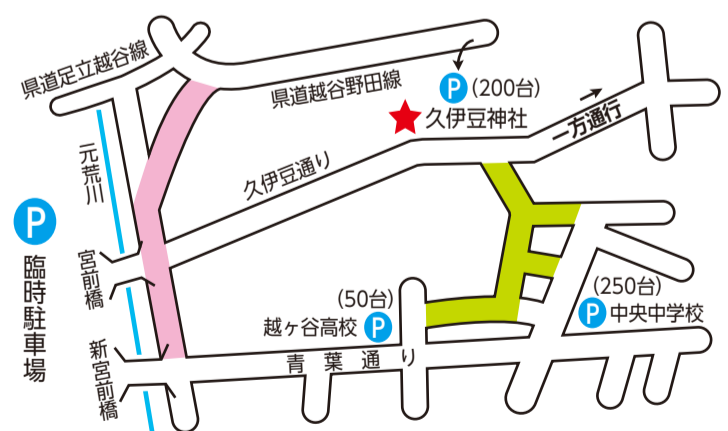 県道足立越谷線
県道越谷野田線
P (200台)
久伊豆神社
一方通行
元荒川
久伊豆通り
P
臨時駐車場
宮前橋
(50台)
越ヶ谷高校 P
(250台)
P 中央中学校
新宮前橋
青葉通り